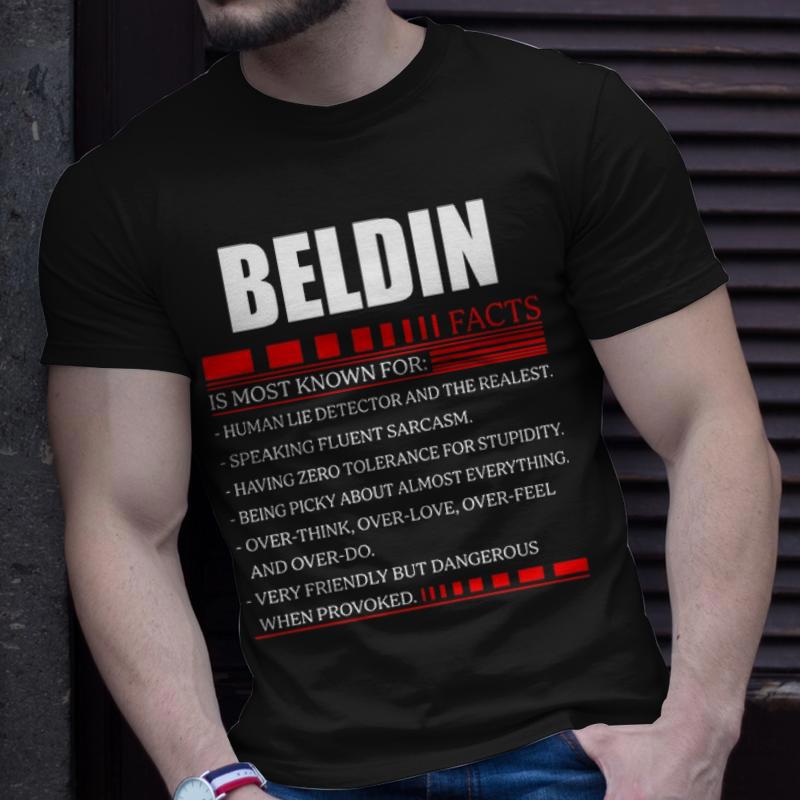 BELDIN
FACTS
IS MOST KNOWN FOR:
- HUMAN LIE DETECTOR AND THE REALEST.
- SPEAKING FLUENT SARCASM.
- HAVING ZERO TOLERANCE FOR STUPIDITY.
- BEING PICKY ABOUT ALMOST EVERYTHING.
- OVER-THINK, OVER-LOVE, OVER-FEEL
AND OVER-DO.
- VERY FRIENDLY BUT DANGEROUS
WHEN PROVOKED.